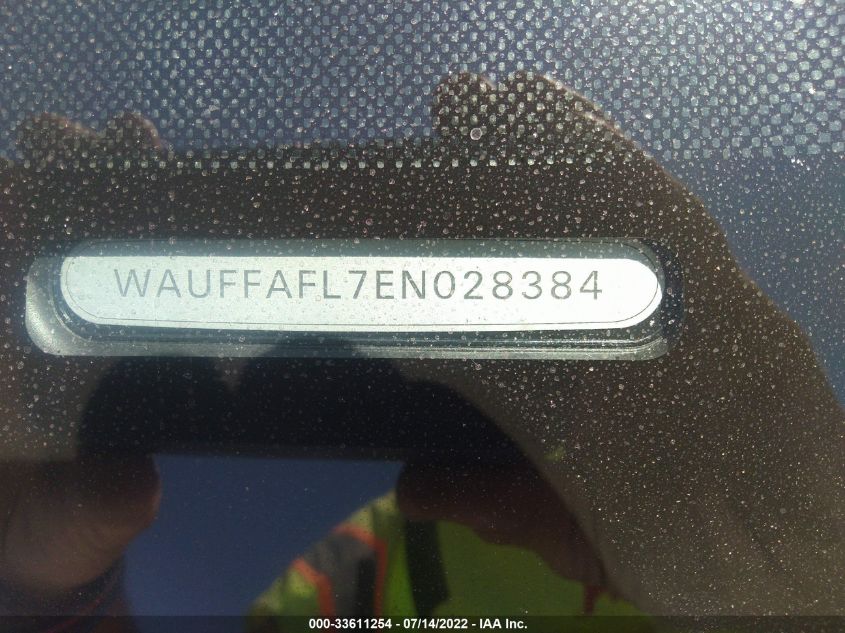 WAUFFAFL7EN028384
000-33611254 - 07/14/2022 - IAA Inc.